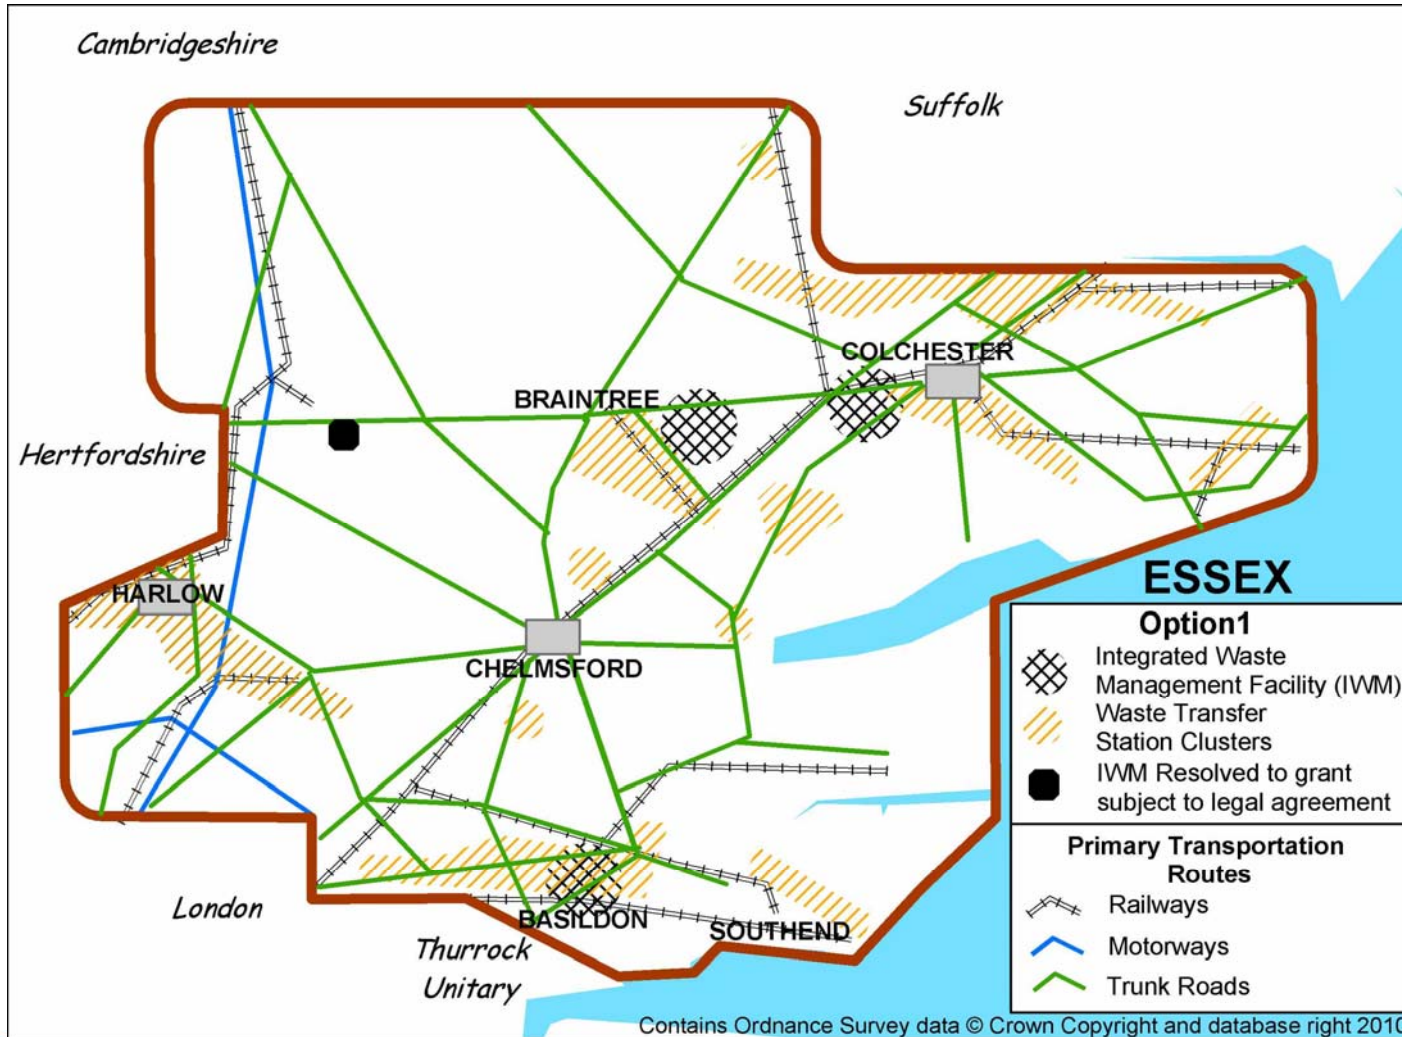 Cambridgeshire
Suffolk
COLCHESTER
BRAINTREE
Hertfordshire
HARLOW
CHELMSFORD
London
BASILDON
SOUTHEND
Thurrock
Unitary
ESSEX
Option1
Integrated Waste
Management Facility (IWM)
Waste Transfer
Station Clusters
IWM Resolved to grant
subject to legal agreement
Primary Transportation
Routes
Railways
Motorways
Trunk Roads
Contains Ordnance Survey data © Crown Copyright and database right 2010